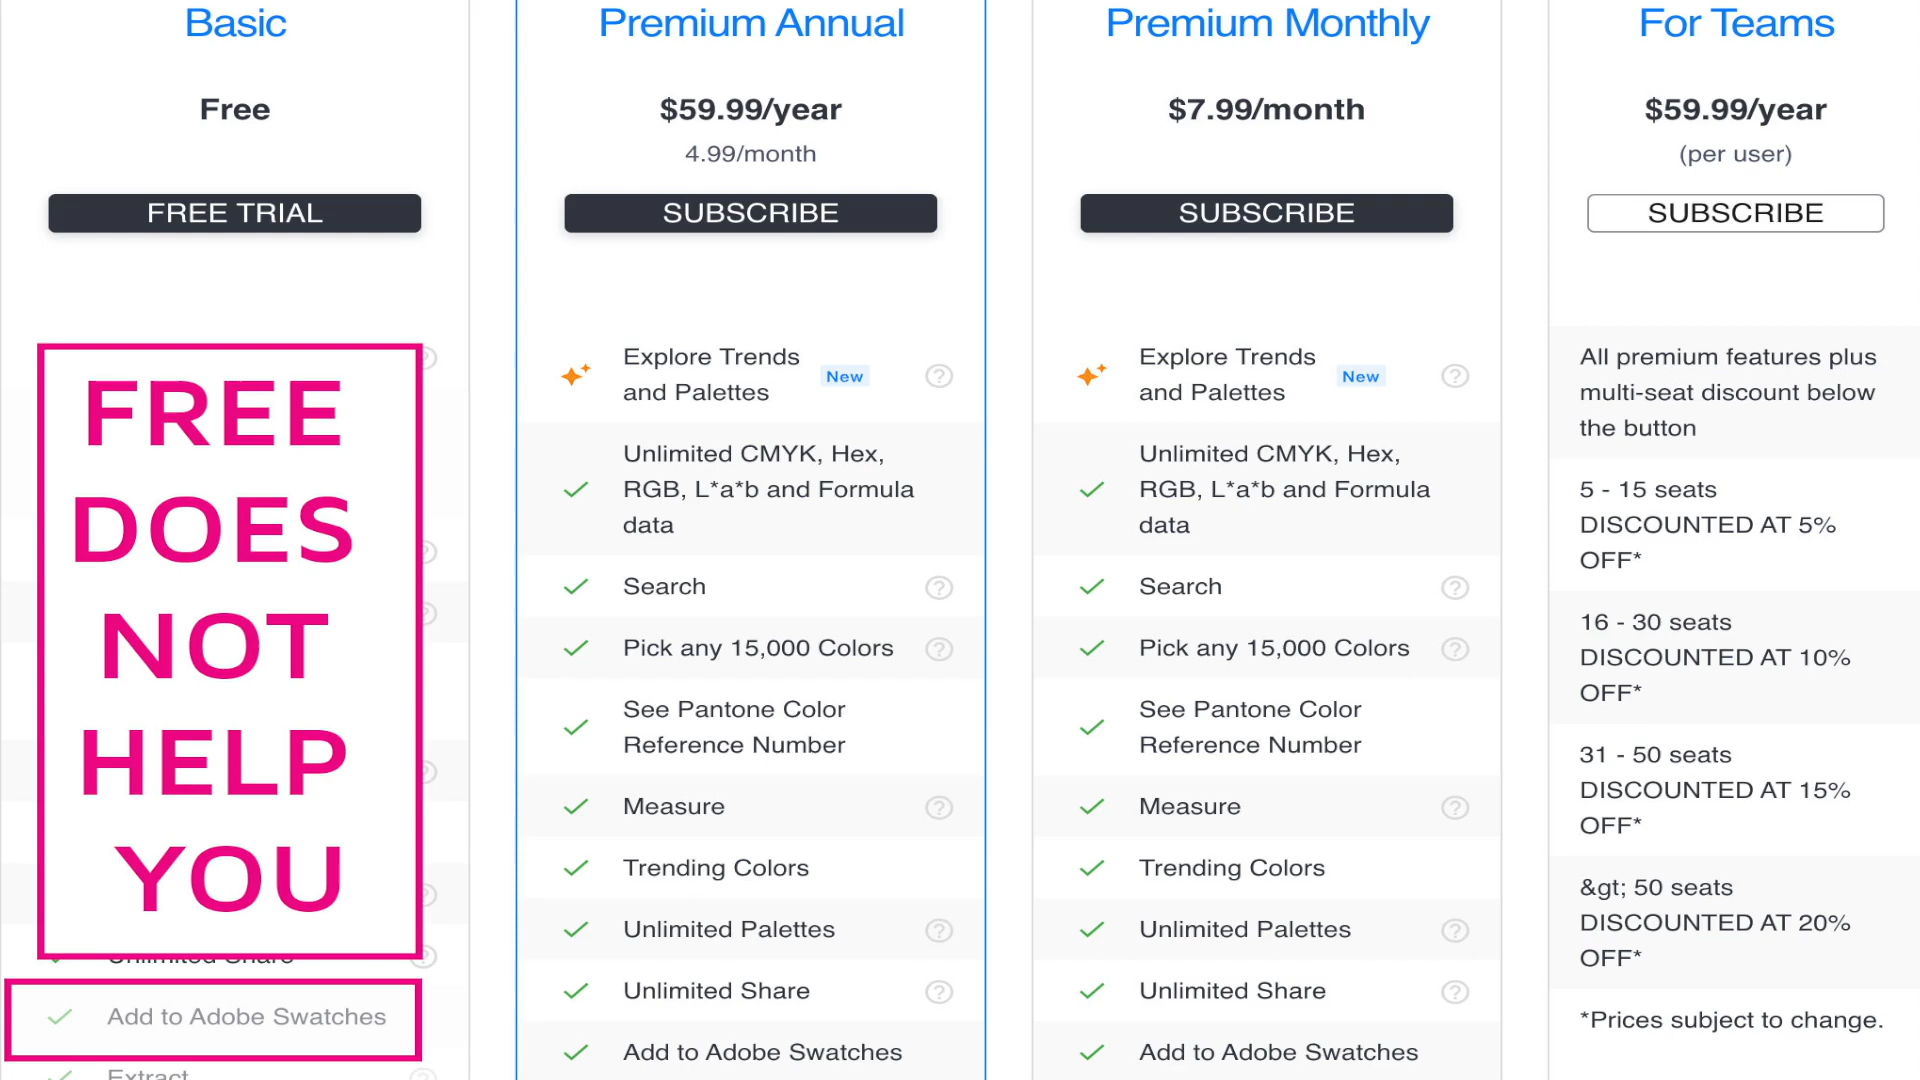 Basic
Free
FREE TRIAL
FREE
DOES
NOT
HELP
YOU
Unlimited Share
Add to Adobe Swatches
Extract
Premium Annual
$59.99/year
4.99/month
SUBSCRIBE
Explore Trends
and Palettes
New
Unlimited CMYK, Hex,
RGB, L*a*b and Formula
data
Search
Pick any 15,000 Colors
See Pantone Color
Reference Number
Measure
Trending Colors
Unlimited Palettes
Unlimited Share
Add to Adobe Swatches
Premium Monthly
$7.99/month
SUBSCRIBE
Explore Trends
and Palettes
New
Unlimited CMYK, Hex,
RGB, L*a*b and Formula
data
Search
Pick any 15,000 Colors
See Pantone Color
Reference Number
Measure
Trending Colors
Unlimited Palettes
Unlimited Share
Add to Adobe Swatches
For Teams
$59.99/year
(per user)
SUBSCRIBE
All premium features plus
multi-seat discount below
the button
5 - 15 seats
DISCOUNTED AT 5%
OFF*
16 - 30 seats
DISCOUNTED AT 10%
OFF*
31 - 50 seats
DISCOUNTED AT 15%
OFF*
&gt; 50 seats
DISCOUNTED AT 20%
OFF*
*Prices subject to change.